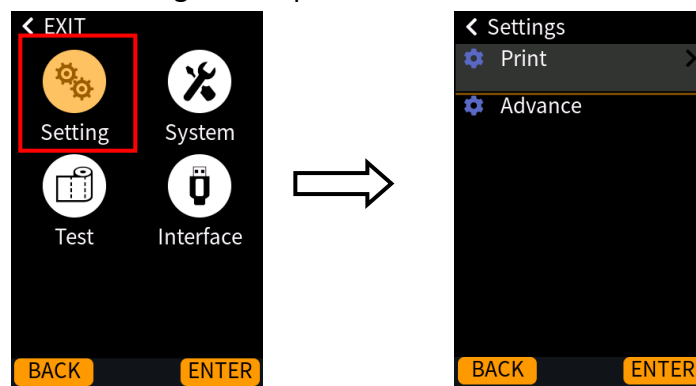 EXIT
Setting System
Test Interface
BACK ENTER
Settings
Print
Advance
BACK ENTER